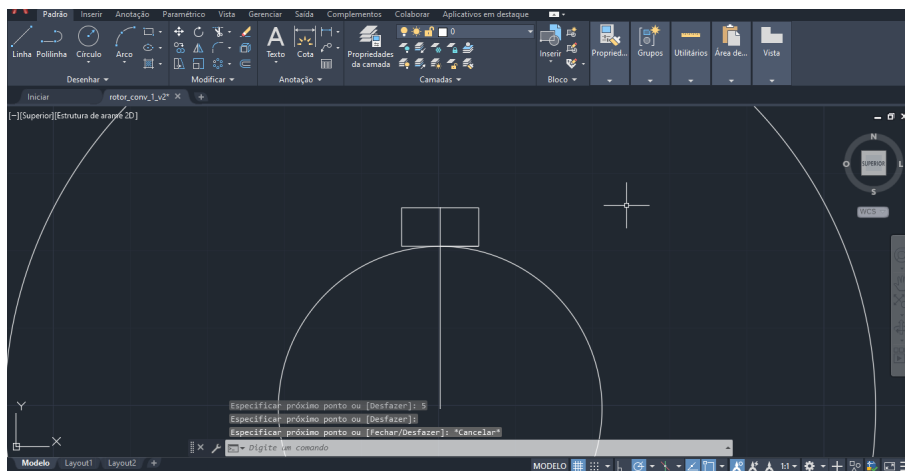 Padrão Inserir Anotação Paramétrico Vista Gerenciar Saída Complementos Colaborar Aplicativos em destaque
Linha Polilinha Círculo Arco
Texto Cota
Propriedades da camada
0
Inserir
Propried... Grupos Utilitários Área de... Vista
Desenhar Modificar Anotação Camadas Bloco
Iniciar rotor_conv_1_v2* × +
[−][Superior][Estrutura de arame 2D]
N
O SUPERIOR L
S
WCS
Y
X
Especificar próximo ponto ou [Desfazer]: 5
Especificar próximo ponto ou [Desfazer]:
Especificar próximo ponto ou [Fechar/Desfazer]: *Cancelar*
Digite um comando
Modelo Layout1 Layout2 +
MODELO 1:1